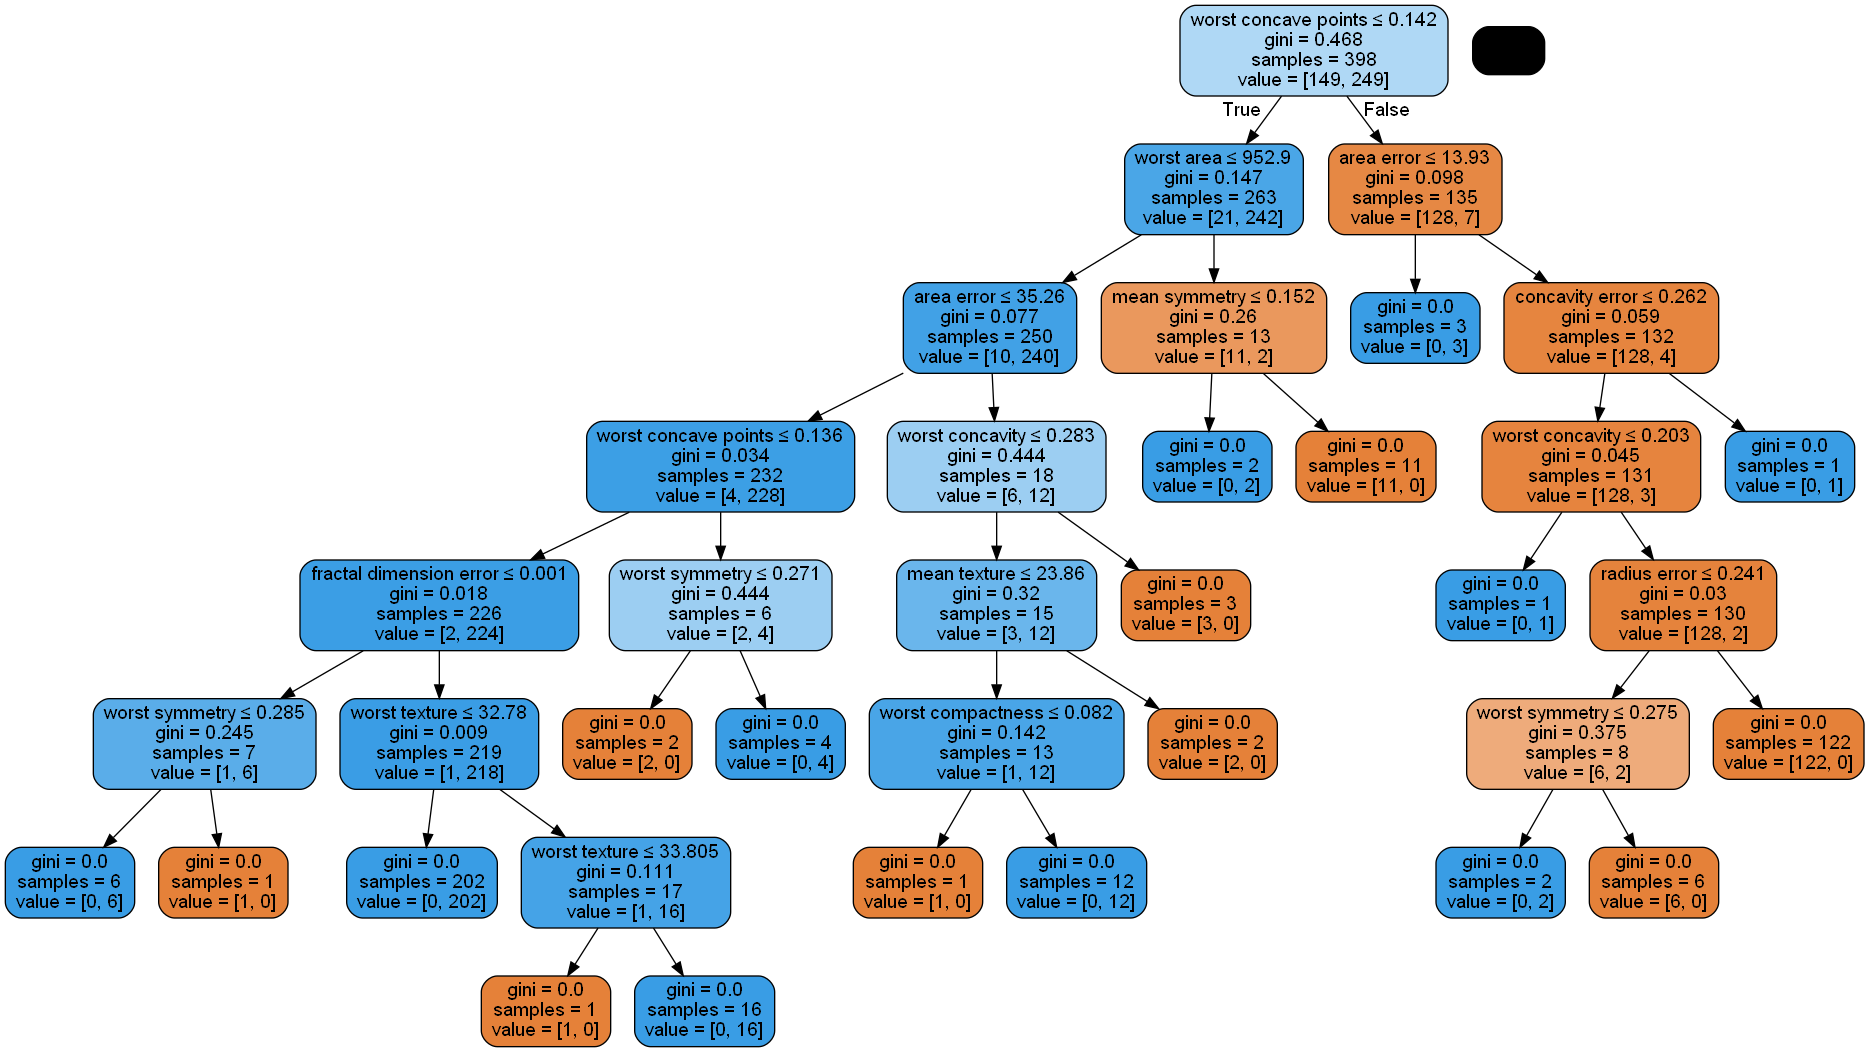 worst concave points ≤ 0.142
gini = 0.468
samples = 398
value = [149, 249]
True
False
worst area ≤ 952.9
gini = 0.147
samples = 263
value = [21, 242]
area error ≤ 13.93
gini = 0.098
samples = 135
value = [128, 7]
area error ≤ 35.26
gini = 0.077
samples = 250
value = [10, 240]
mean symmetry ≤ 0.152
gini = 0.26
samples = 13
value = [11, 2]
gini = 0.0
samples = 3
value = [0, 3]
concavity error ≤ 0.262
gini = 0.059
samples = 132
value = [128, 4]
worst concave points ≤ 0.136
gini = 0.034
samples = 232
value = [4, 228]
worst concavity ≤ 0.283
gini = 0.444
samples = 18
value = [6, 12]
gini = 0.0
samples = 2
value = [0, 2]
gini = 0.0
samples = 11
value = [11, 0]
worst concavity ≤ 0.203
gini = 0.045
samples = 131
value = [128, 3]
gini = 0.0
samples = 1
value = [0, 1]
fractal dimension error ≤ 0.001
gini = 0.018
samples = 226
value = [2, 224]
worst symmetry ≤ 0.271
gini = 0.444
samples = 6
value = [2, 4]
mean texture ≤ 23.86
gini = 0.32
samples = 15
value = [3, 12]
gini = 0.0
samples = 3
value = [3, 0]
gini = 0.0
samples = 1
value = [0, 1]
radius error ≤ 0.241
gini = 0.03
samples = 130
value = [128, 2]
worst symmetry ≤ 0.285
gini = 0.245
samples = 7
value = [1, 6]
worst texture ≤ 32.78
gini = 0.009
samples = 219
value = [1, 218]
gini = 0.0
samples = 2
value = [2, 0]
gini = 0.0
samples = 4
value = [0, 4]
worst compactness ≤ 0.082
gini = 0.142
samples = 13
value = [1, 12]
gini = 0.0
samples = 2
value = [2, 0]
worst symmetry ≤ 0.275
gini = 0.375
samples = 8
value = [6, 2]
gini = 0.0
samples = 122
value = [122, 0]
gini = 0.0
samples = 6
value = [0, 6]
gini = 0.0
samples = 1
value = [1, 0]
gini = 0.0
samples = 202
value = [0, 202]
worst texture ≤ 33.805
gini = 0.111
samples = 17
value = [1, 16]
gini = 0.0
samples = 1
value = [1, 0]
gini = 0.0
samples = 12
value = [0, 12]
gini = 0.0
samples = 2
value = [0, 2]
gini = 0.0
samples = 6
value = [6, 0]
gini = 0.0
samples = 1
value = [1, 0]
gini = 0.0
samples = 16
value = [0, 16]